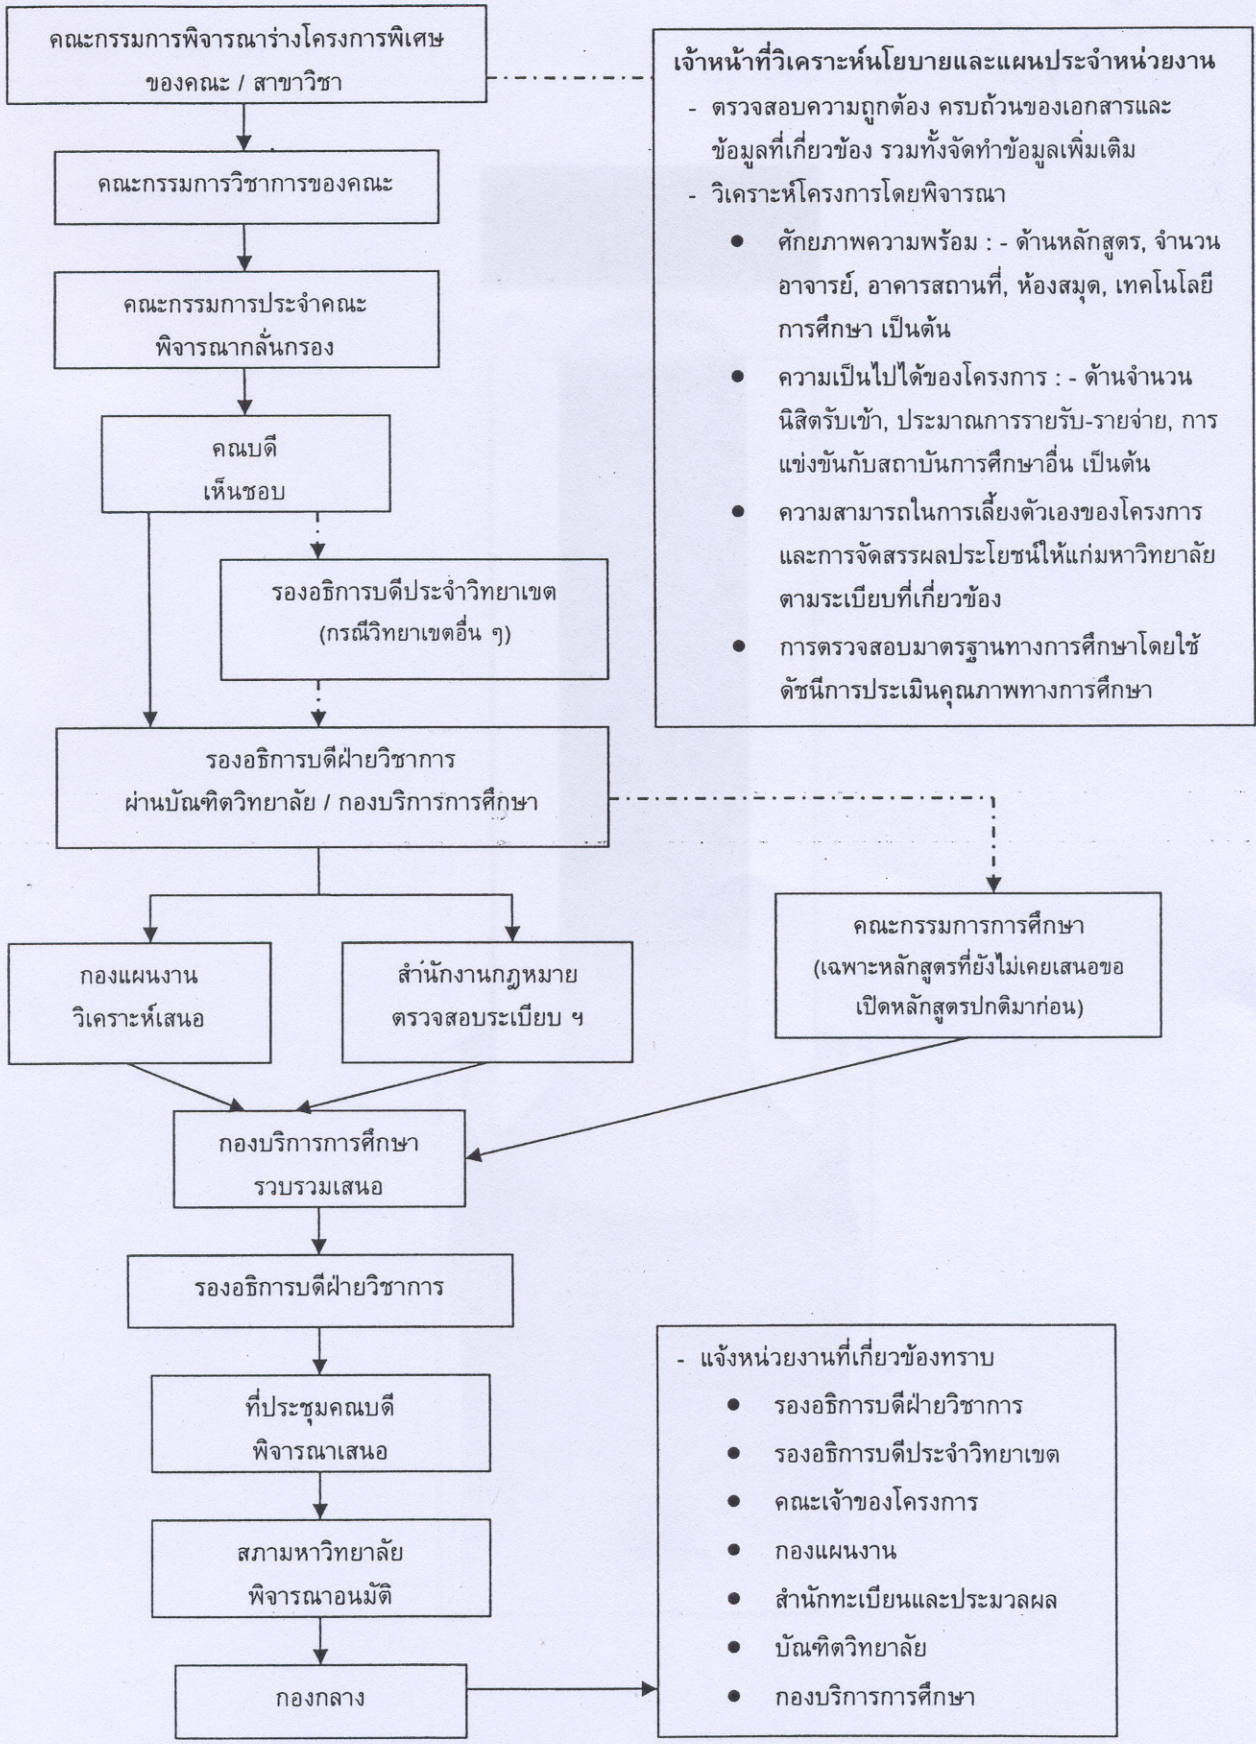 คณะกรรมการพิจารณาร่างโครงการพิเศษ
ของคณะ / สาขาวิชา
เจ้าหน้าที่วิเคราะห์นโยบายและแผนประจำหน่วยงาน
- ตรวจสอบความถูกต้อง ครบถ้วนของเอกสารและ
ข้อมูลที่เกี่ยวข้อง รวมทั้งจัดทำข้อมูลเพิ่มเติม
- วิเคราะห์โครงการโดยพิจารณา
● ศักยภาพความพร้อม : - ด้านหลักสูตร, จำนวน
อาจารย์, อาคารสถานที่, ห้องสมุด, เทคโนโลยี
การศึกษา เป็นต้น
● ความเป็นไปได้ของโครงการ : - ด้านจำนวน
นิสิตรับเข้า, ประมาณการรายรับ-รายจ่าย, การ
แข่งขันกับสถาบันการศึกษาอื่น เป็นต้น
● ความสามารถในการเลี้ยงตัวเองของโครงการ
และการจัดสรรผลประโยชน์ให้แก่มหาวิทยาลัย
ตามระเบียบที่เกี่ยวข้อง
● การตรวจสอบมาตรฐานทางการศึกษาโดยใช้
ดัชนีการประเมินคุณภาพทางการศึกษา
คณะกรรมการวิชาการของคณะ
คณะกรรมการประจำคณะ
พิจารณากลั่นกรอง
คณบดี
เห็นชอบ
รองอธิการบดีประจำวิทยาเขต
(กรณีวิทยาเขตอื่น ๆ)
รองอธิการบดีฝ่ายวิชาการ
ผ่านบัณฑิตวิทยาลัย / กองบริการการศึกษา
กองแผนงาน
วิเคราะห์เสนอ
สำนักงานกฎหมาย
ตรวจสอบระเบียบ ฯ
คณะกรรมการการศึกษา
(เฉพาะหลักสูตรที่ยังไม่เคยเสนอขอ
เปิดหลักสูตรปกติมาก่อน)
กองบริการการศึกษา
รวบรวมเสนอ
รองอธิการบดีฝ่ายวิชาการ
ที่ประชุมคณบดี
พิจารณาเสนอ
สภามหาวิทยาลัย
พิจารณาอนมัติ
กองกลาง
- แจ้งหน่วยงานที่เกี่ยวข้องทราบ
● รองอธิการบดีฝ่ายวิชาการ
● รองอธิการบดีประจำวิทยาเขต
● คณะเจ้าของโครงการ
● กองแผนงาน
● สำนักทะเบียนและประมวลผล
● บัณฑิตวิทยาลัย
● กองบริการการศึกษา